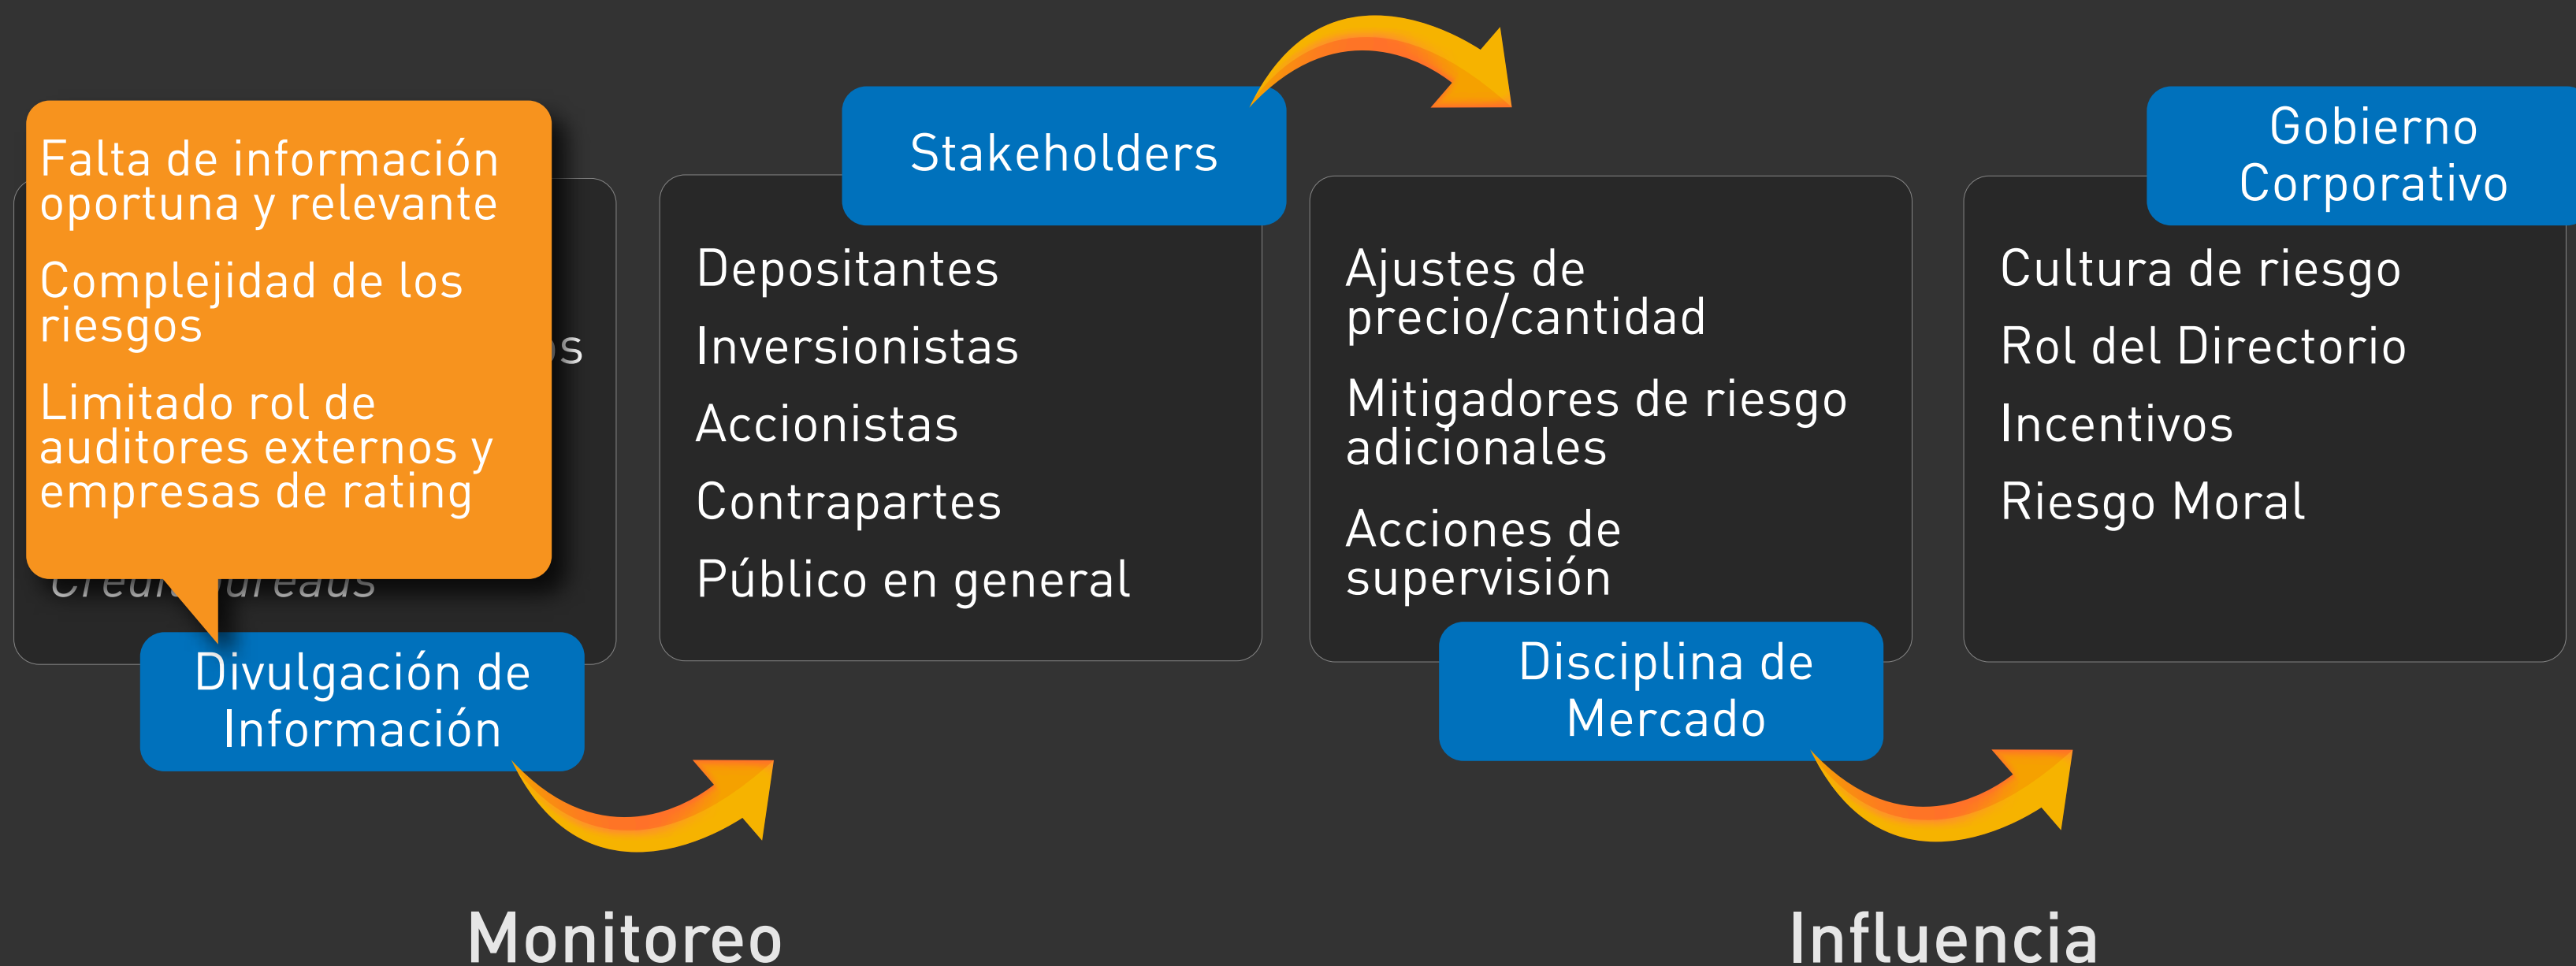 Falta de información
oportuna y relevante
Complejidad de los
riesgos
Limitado rol de
auditores externos y
empresas de rating
Divulgación de
Información
Stakeholders
Depositantes
Inversionistas
Accionistas
Contrapartes
Público en general
Ajustes de
precio/cantidad
Mitigadores de riesgo
adicionales
Acciones de
supervisión
Disciplina de
Mercado
Gobierno
Corporativo
Cultura de riesgo
Rol del Directorio
Incentivos
Riesgo Moral
Monitoreo
Influencia